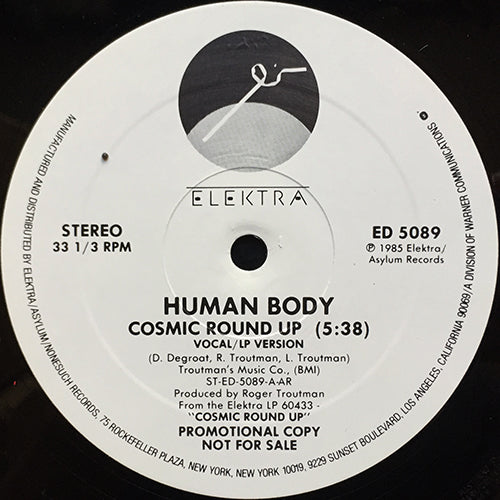 ELEKTRA
STEREO
33 1/3 RPM
ED 5089
℗ 1985 Elektra/
Asylum Records
HUMAN BODY
COSMIC ROUND UP (5:38)
VOCAL/LP VERSION
(D. Degroat, R. Troutman, L. Troutman)
Troutman's Music Co., (BMI)
ST-ED-5089-A-AR
Produced by Roger Troutman
From the Elektra LP 60433 -
"COSMIC ROUND UP"
PROMOTIONAL COPY
NOT FOR SALE
MANUFACTURED AND DISTRIBUTED BY ELEKTRA/ASYLUM/NONESUCH RECORDS, 75 ROCKEFELLER PLAZA, NEW YORK, NEW YORK 10019, 9229 SUNSET BOULEVARD, LOS ANGELES, CALIFORNIA 90069/A DIVISION OF WARNER COMMUNICATIONS